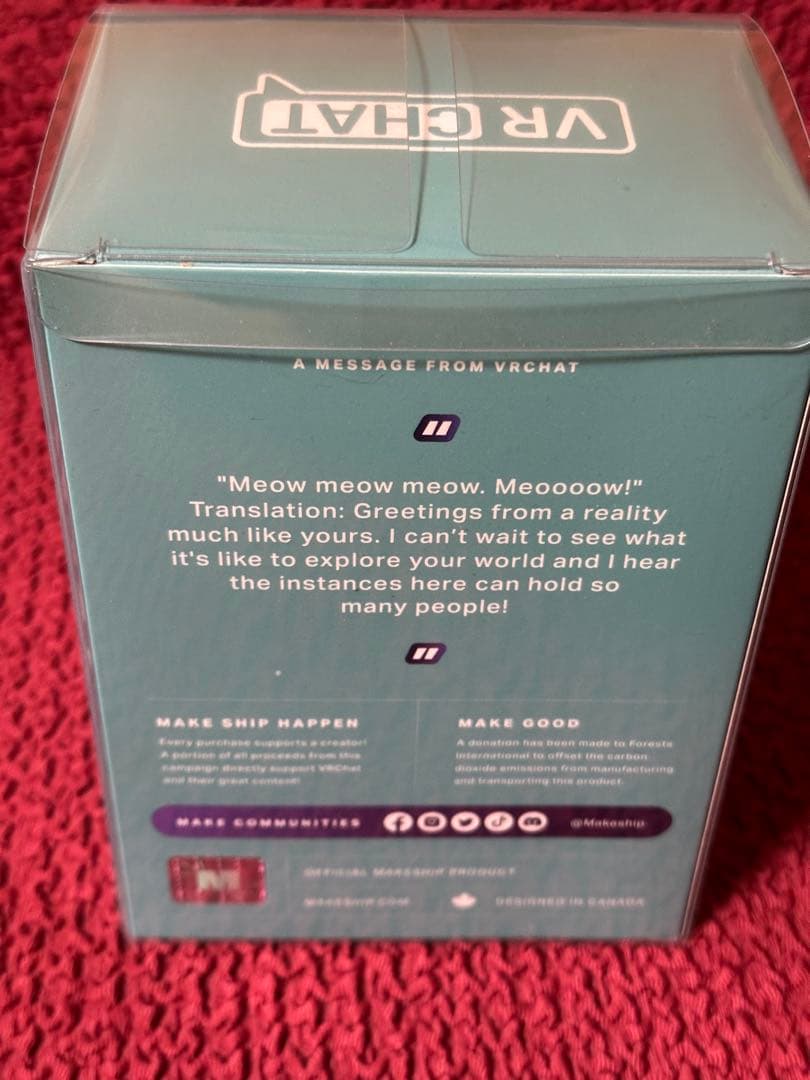 VRCHAT
A MESSAGE FROM VRCHAT
"Meow meow meow. Meooooow!"
Translation: Greetings from a reality
much like yours. I can't wait to see what
it's like to explore your world and I hear
the instances here can hold so
many people!
MAKE SHIP HAPPEN
Every purchase supports a creator!
A portion of all proceeds from this
campaign directly support VRChat
and their great content!
MAKE GOOD
A donation has been made to Forests
International to offset the carbon
dioxide emissions from manufacturing
and transporting this product.
MAKE COMMUNITIES
@Makeship
M
OFFICIAL MAKESHIP PRODUCT
MAKESHIP.COM
DESIGNED IN CANADA